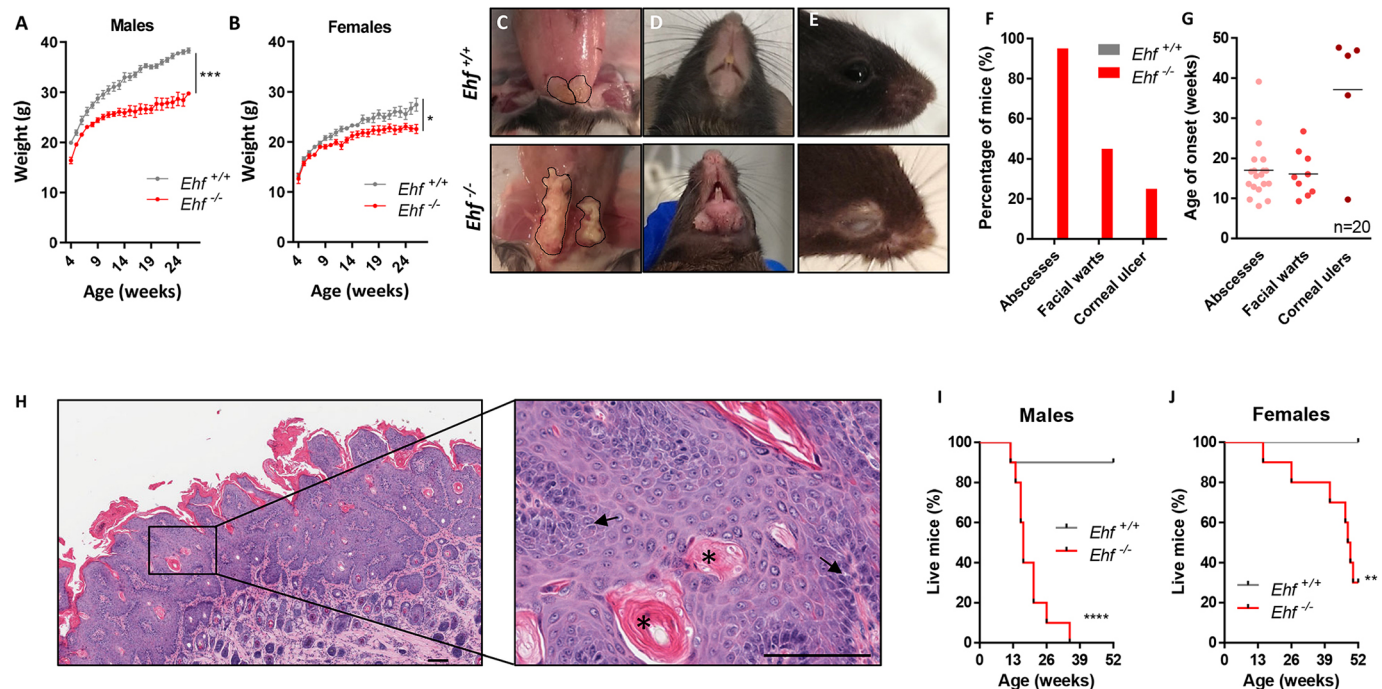 A
Males
Weight (g)
40
30
20
10
0
***
Ehf +/+
Ehf -/-
4
9
14
19
24
Age (weeks)
B
Females
Weight (g)
40
30
20
10
0
*
Ehf +/+
Ehf -/-
4
9
14
19
24
Age (weeks)
C
D
E
Ehf +/+
Ehf -/-
F
Percentage of mice (%)
100
80
60
40
20
0
Ehf +/+
Ehf -/-
Abscesses
Facial warts
Corneal ulcer
G
Age of onset (weeks)
50
40
30
20
10
0
n=20
Abscesses
Facial warts
Corneal ulers
H
*
*
I
Males
Live mice (%)
100
80
60
40
20
0
Ehf +/+
Ehf -/-
****
0
13
26
39
52
Age (weeks)
J
Females
Live mice (%)
100
80
60
40
20
0
Ehf +/+
Ehf -/-
**
0
13
26
39
52
Age (weeks)